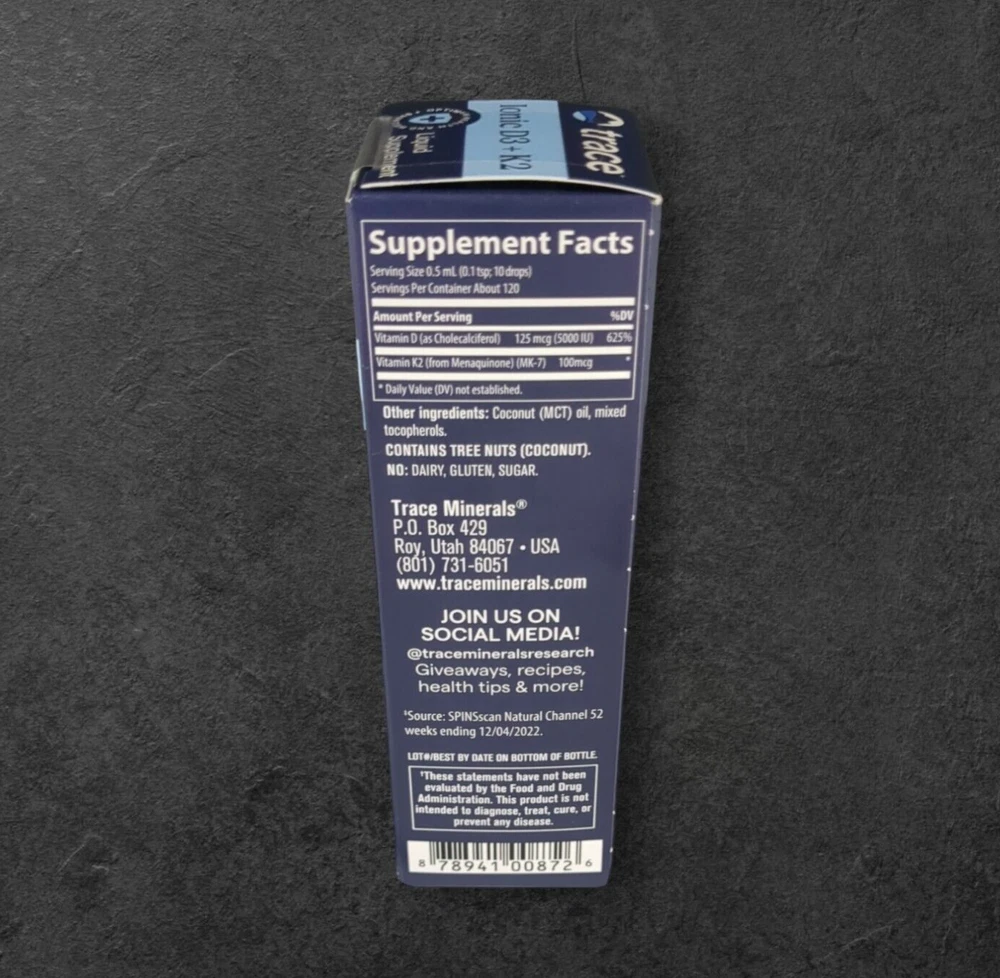 trace
Ionic D3 + K2
Liquid
Supplement
Supplement Facts
Serving Size 0.5 mL (0.1 tsp; 10 drops)
Servings Per Container About 120
Amount Per Serving %DV
Vitamin D (as Cholecalciferol) 125 mcg (5000 IU) 625%
Vitamin K2 (from Menaquinone) (MK-7) 100mcg *
* Daily Value (DV) not established.
Other ingredients: Coconut (MCT) oil, mixed
tocopherols.
CONTAINS TREE NUTS (COCONUT).
NO: DAIRY, GLUTEN, SUGAR.
Trace Minerals®
P.O. Box 429
Roy, Utah 84067 • USA
(801) 731-6051
www.traceminerals.com
JOIN US ON
SOCIAL MEDIA!
@tracemineralsresearch
Giveaways, recipes,
health tips & more!
‡Source: SPINSscan Natural Channel 52
weeks ending 12/04/2022.
LOT#/BEST BY DATE ON BOTTOM OF BOTTLE.
†These statements have not been
evaluated by the Food and Drug
Administration. This product is not
intended to diagnose, treat, cure, or
prevent any disease.
8 78941 00872 6